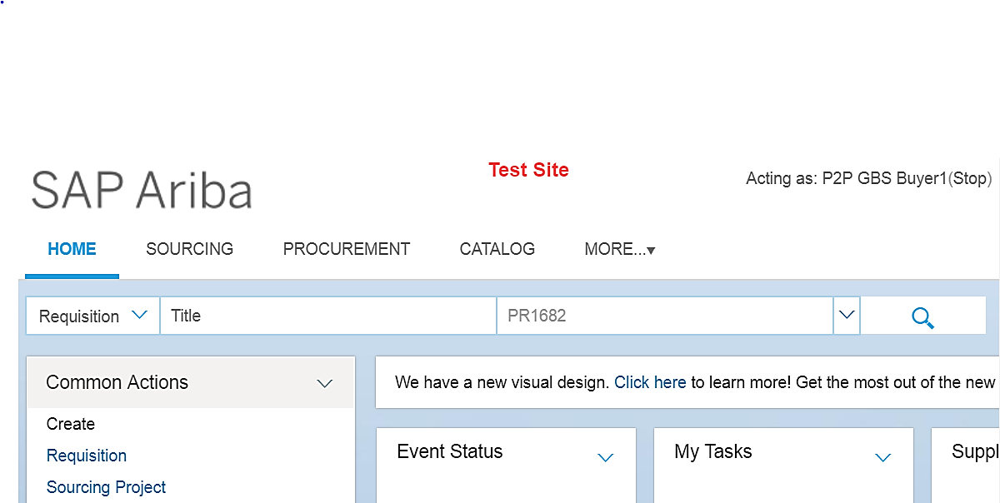 SAP Ariba
Test Site
Acting as: P2P GBS Buyer1(Stop)
HOME SOURCING PROCUREMENT CATALOG MORE...▾
Requisition Title PR1682
Common Actions
We have a new visual design. Click here to learn more! Get the most out of the new
Create
Requisition
Sourcing Project
Event Status
My Tasks
Suppl